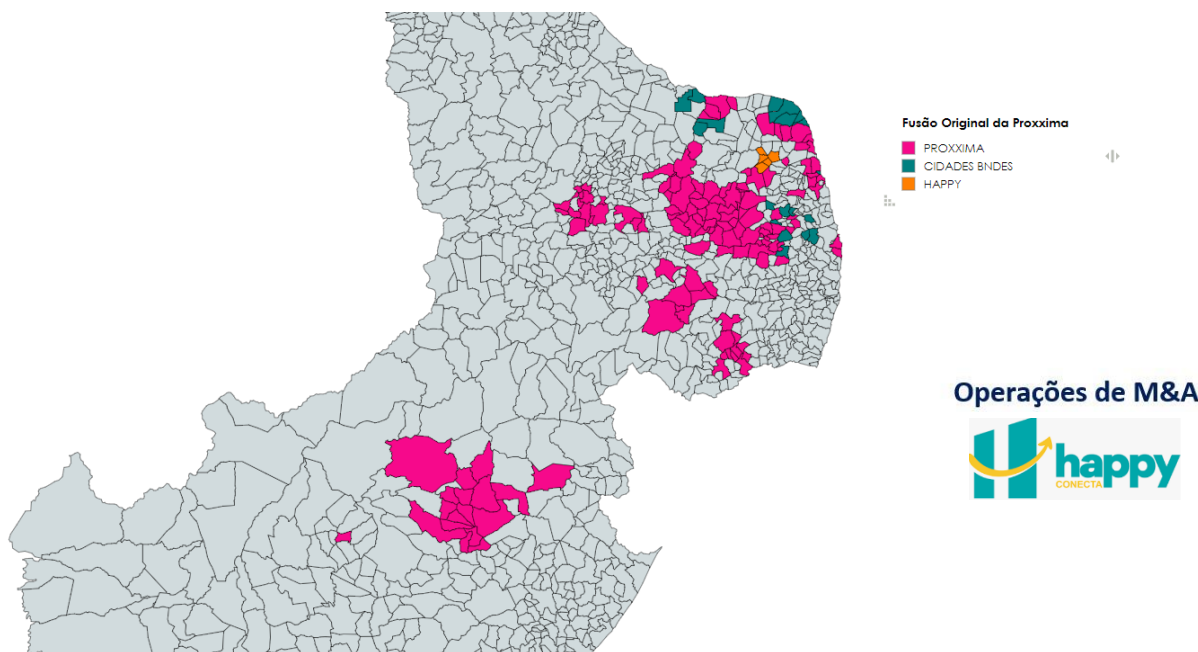 Fusão Original da Proxxima
PROXXIMA
CIDADES BNDES
HAPPY
Operações de M&A
happy
CONECTA